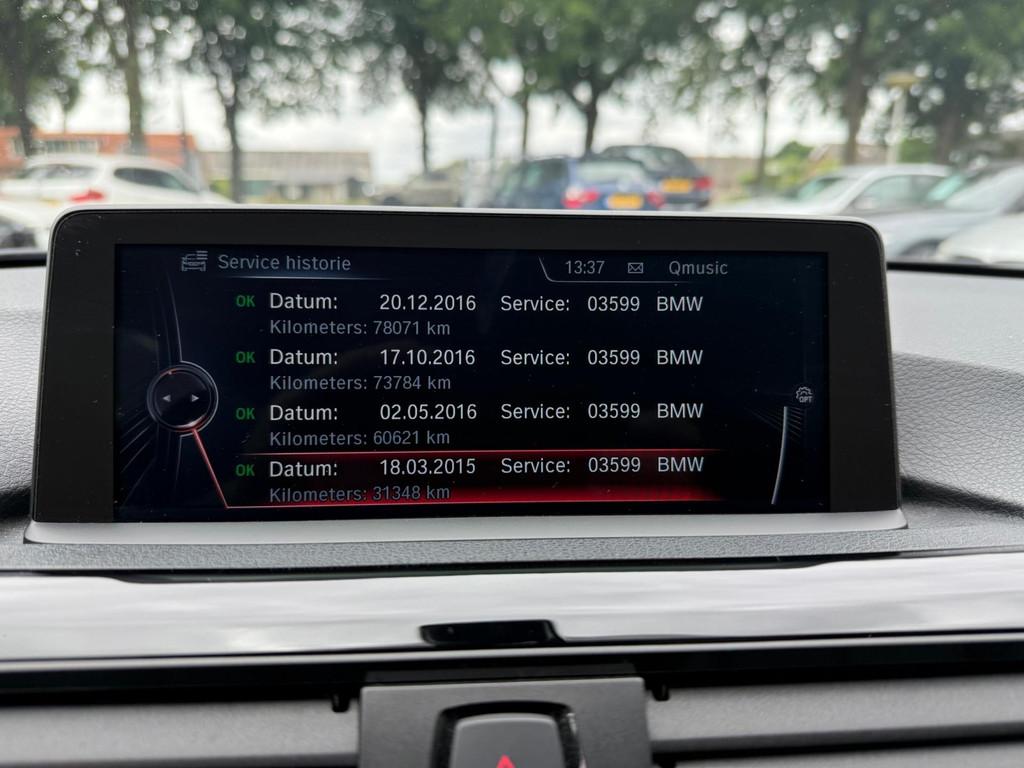 Service historie 13:37 Qmusic
OK Datum: 20.12.2016 Service: 03599 BMW
Kilometers: 78071 km
OK Datum: 17.10.2016 Service: 03599 BMW
Kilometers: 73784 km
OPT
OK Datum: 02.05.2016 Service: 03599 BMW
Kilometers: 60621 km
OK Datum: 18.03.2015 Service: 03599 BMW
Kilometers: 31348 km